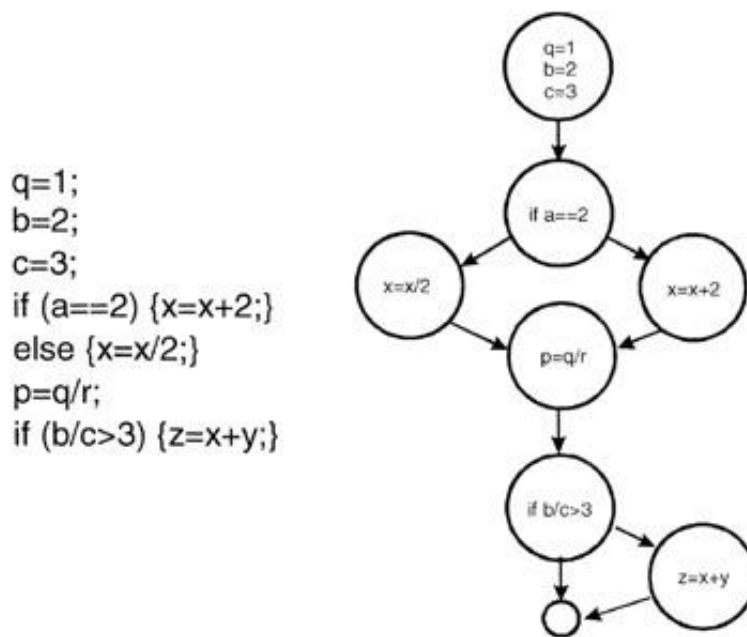 q=1;
b=2;
c=3;
if (a==2) {x=x+2;}
else {x=x/2;}
p=q/r;
if (b/c>3) {z=x+y;}
q=1
b=2
c=3
if a==2
x=x/2
x=x+2
p=q/r
if b/c>3
z=x+y